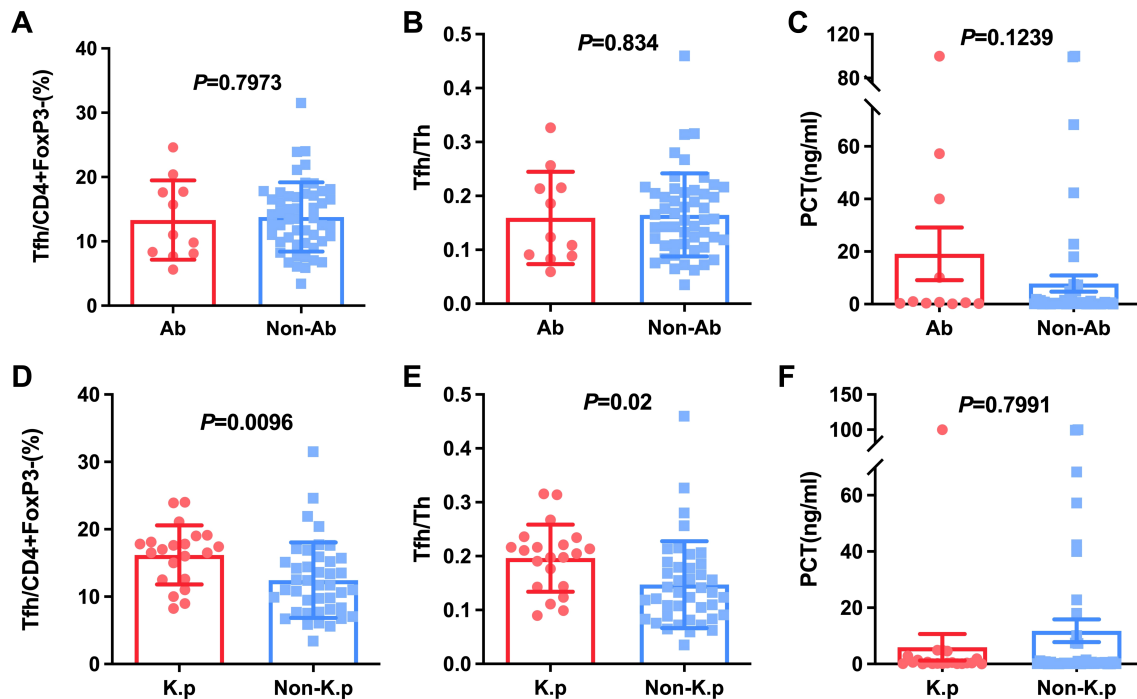 A
Tfh/CD4+FoxP3-(%)
40
30
20
10
0
P=0.7973
Ab
Non-Ab
B
Tfh/Th
0.5
0.4
0.3
0.2
0.1
0.0
P=0.834
Ab
Non-Ab
C
PCT(ng/ml)
120
80
60
40
20
0
P=0.1239
Ab
Non-Ab
D
Tfh/CD4+FoxP3-(%)
40
30
20
10
0
P=0.0096
K.p
Non-K.p
E
Tfh/Th
0.5
0.4
0.3
0.2
0.1
0.0
P=0.02
K.p
Non-K.p
F
PCT(ng/ml)
150
100
60
40
20
0
P=0.7991
K.p
Non-K.p